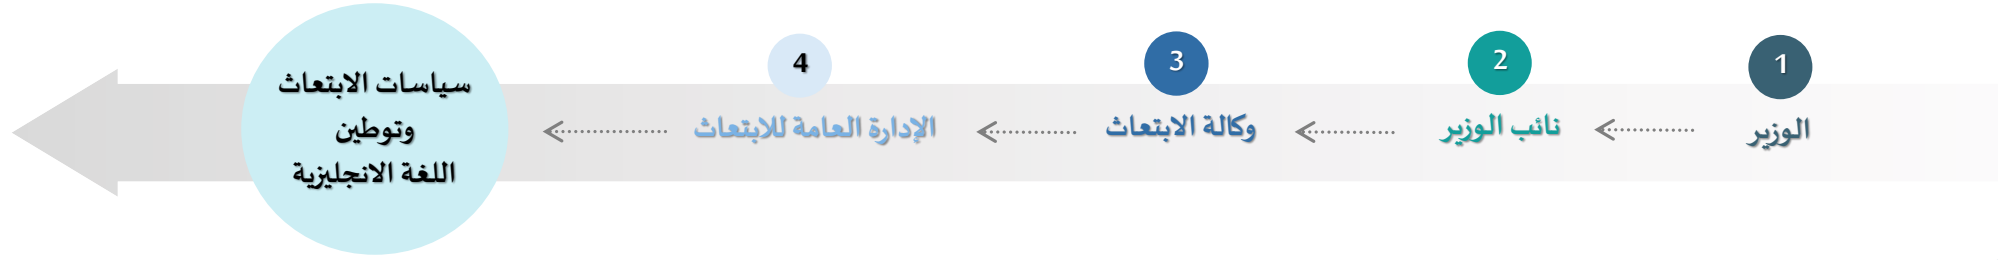 1
الوزير
2
نائب الوزير
3
وكالة الابتعاث
4
الإدارة العامة للابتعاث
سياسات الابتعاث
وتوطين
اللغة الانجليزية